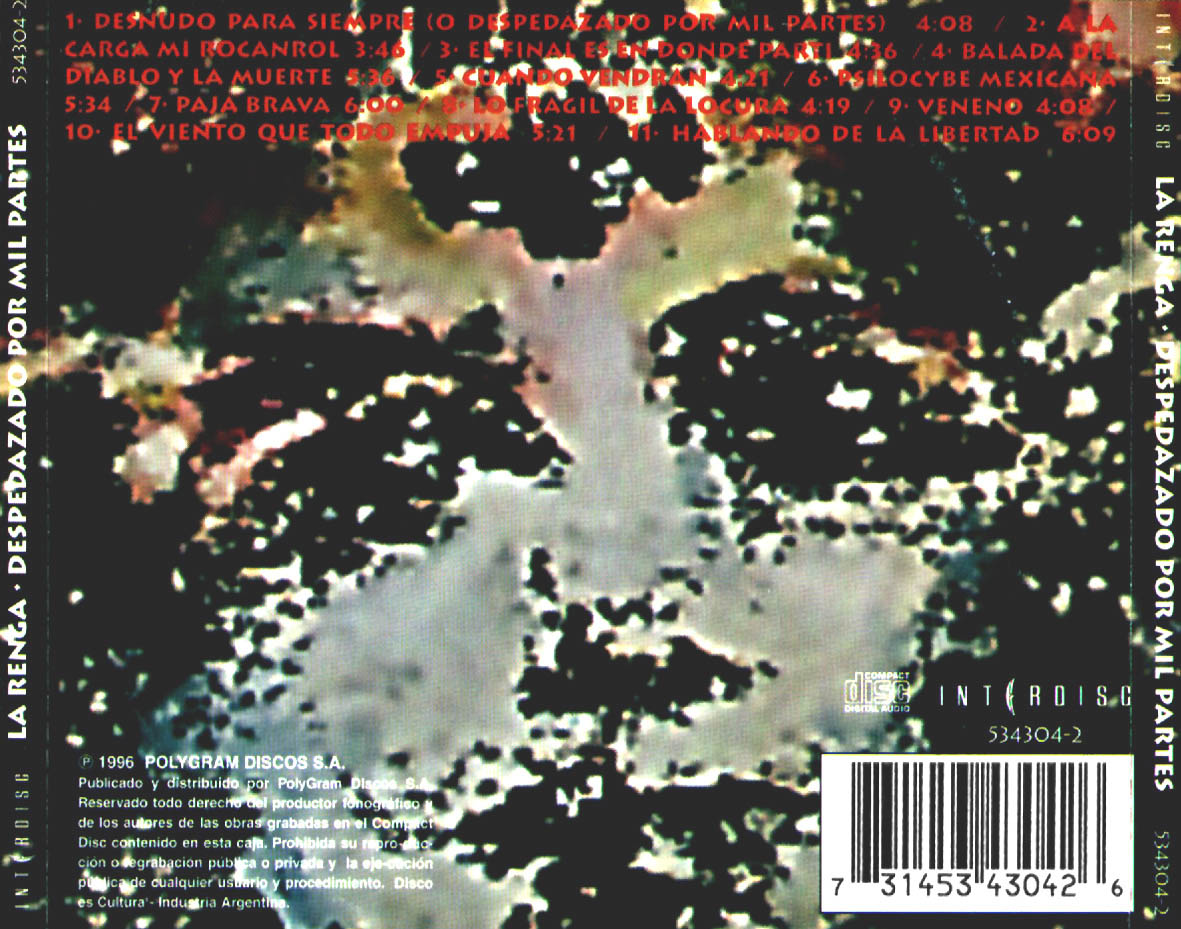 1· DESNUDO PARA SIEMPRE (O DESPEDAZADO POR MIL PARTES) 4:08 / 2· A LA
CARGA MI ROCANROL 3:46 / 3· EL FINAL ES EN DONDE PARTI 4:36 / 4· BALADA DEL
DIABLO Y LA MUERTE 5:36 / 5· CUANDO VENDRAN 4:21 / 6· PSILOCYBE MEXICANA
5:34 / 7· PAJA BRAVA 6:00 / 8· LO FRAGIL DE LA LOCURA 4:19 / 9· VENENO 4:08 /
10· EL VIENTO QUE TODO EMPUJA 5:21 / 11· HABLANDO DE LA LIBERTAD 6:09
INTERDISC LA RENGA · DESPEDAZADO POR MIL PARTES 534304-2
INTERDISC LA RENGA · DESPEDAZADO POR MIL PARTES 534304-2
COMPACT
disc
DIGITAL AUDIO
INTERDISC
534304-2
℗ 1996 POLYGRAM DISCOS S.A.
Publicado y distribuido por PolyGram Discos S.A.
Reservado todo derecho del productor fonográfico y
de los autores de las obras grabadas en el Compact
Disc contenido en esta caja. Prohibida su reproduc-
ción o regrabación pública o privada y la ejecución
pública de cualquier usuario y procedimiento. Disco
es Cultura - Industria Argentina.
7 31453 43042 6